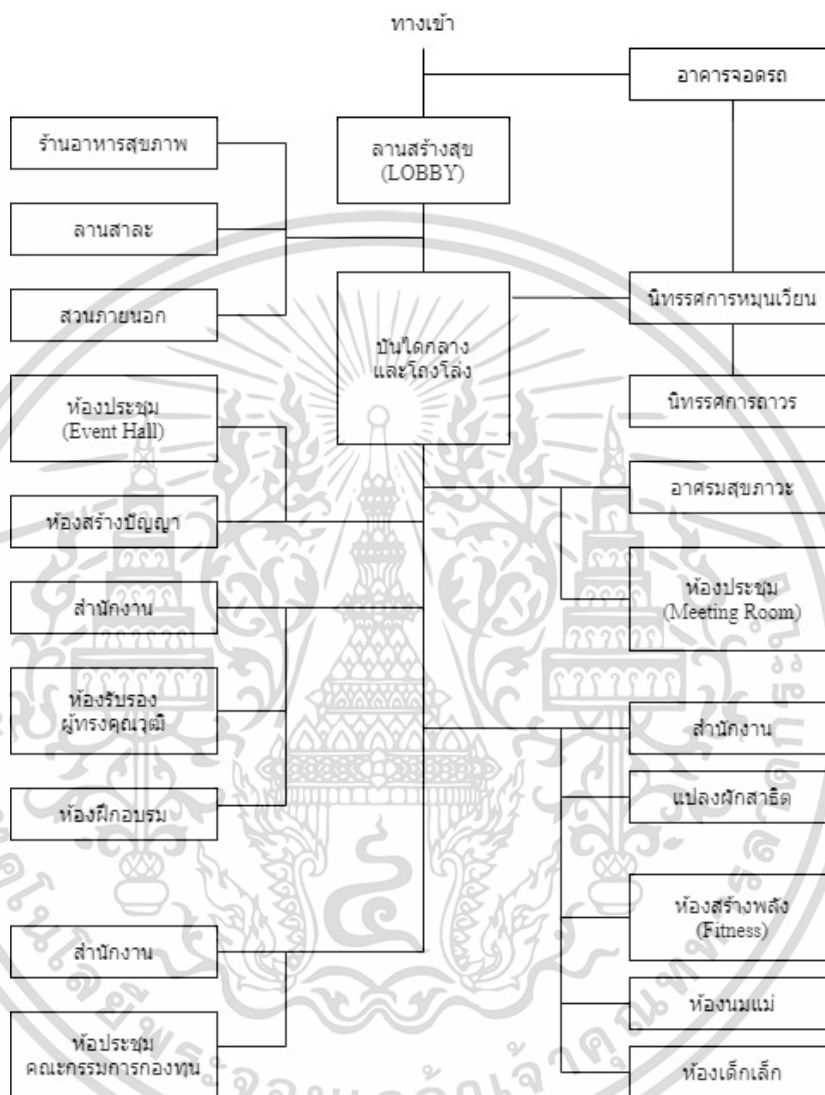 ทางเข้า
อาคารจอดรถ
ร้านอาหารสุขภาพ
ลานสร้างสุข
(LOBBY)
ลานสาละ
สวนภายนอก
บันไดกลาง
และโถงโล่ง
นิทรรศการหมุนเวียน
นิทรรศการถาวร
ห้องประชุม
(Event Hall)
อาศรมสุขภาวะ
ห้องสร้างปัญญา
ห้องประชุม
(Meeting Room)
สำนักงาน
ห้องรับรอง
ผู้ทรงคุณวุฒิ
สำนักงาน
แปลงผักสาธิต
ห้องฝึกอบรม
ห้องสร้างพลัง
(Fitness)
สำนักงาน
ห้องนมแม่
ห้อประชุม
คณะกรรมการกองทุน
ห้องเด็กเล็ก